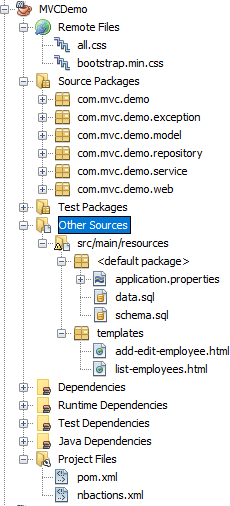 MVCDemo
Remote Files
all.css
bootstrap.min.css
Source Packages
com.mvc.demo
com.mvc.demo.exception
com.mvc.demo.model
com.mvc.demo.repository
com.mvc.demo.service
com.mvc.demo.web
Test Packages
Other Sources
src/main/resources
<default package>
application.properties
data.sql
schema.sql
templates
add-edit-employee.html
list-employees.html
Dependencies
Runtime Dependencies
Test Dependencies
Java Dependencies
Project Files
pom.xml
nbactions.xml